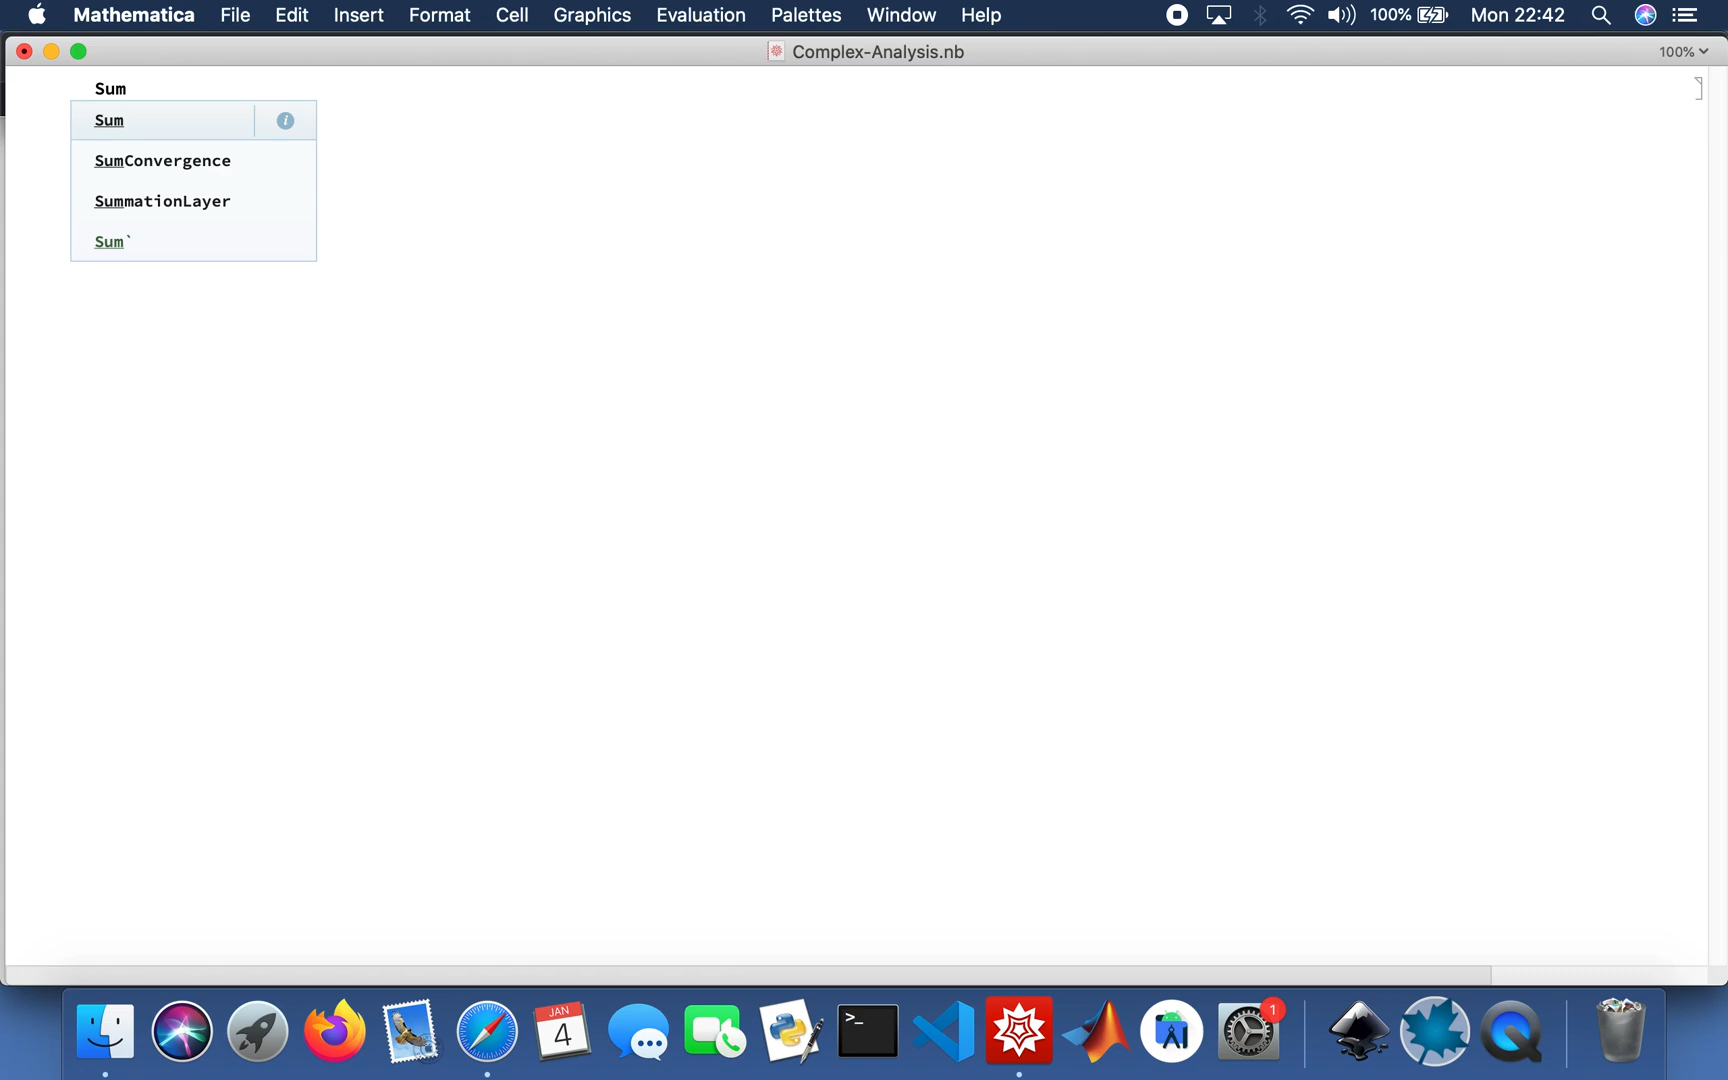 Mathematica File Edit Insert Format Cell Graphics Evaluation Palettes Window Help 100% Mon 22:42
Complex-Analysis.nb 100%
Sum
Sum i
SumConvergence
SummationLayer
Sum`
JAN
4
>_
1